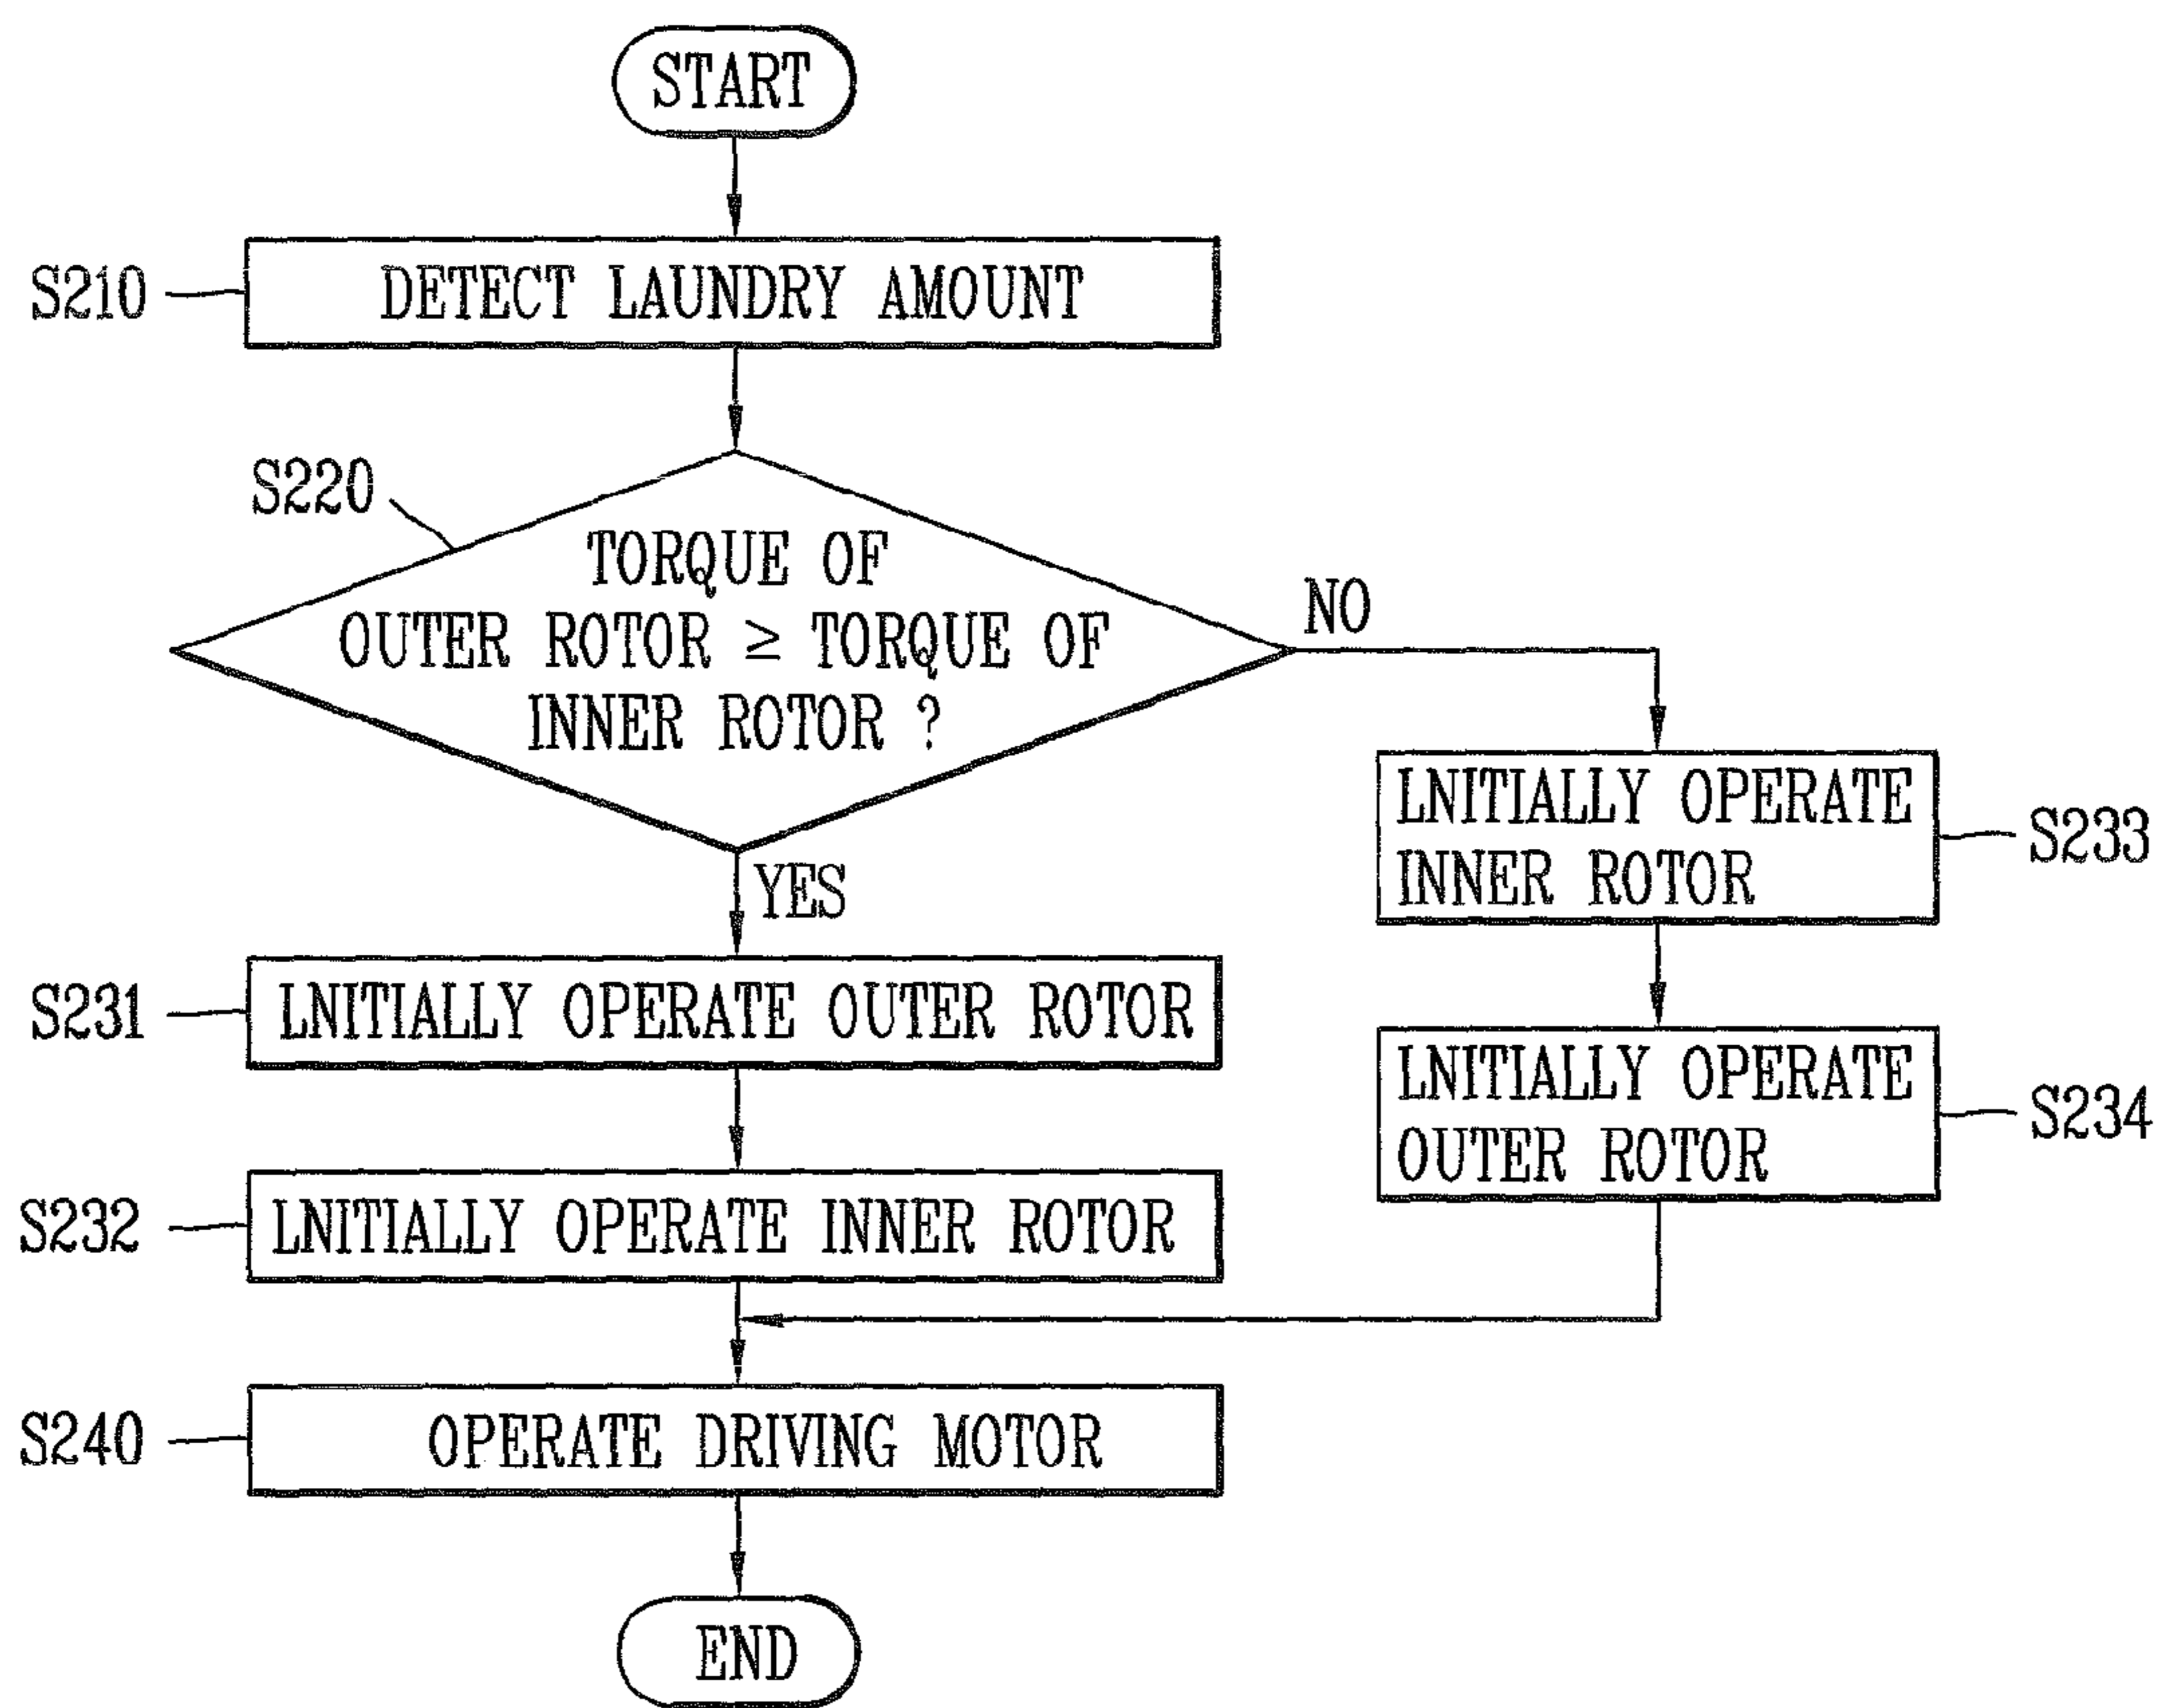 START
S210
DETECT LAUNDRY AMOUNT
S220
TORQUE OF
OUTER ROTOR ≥ TORQUE OF
INNER ROTOR ?
NO
YES
LNITIALLY OPERATE
INNER ROTOR
S233
S231
LNITIALLY OPERATE OUTER ROTOR
LNITIALLY OPERATE
OUTER ROTOR
S234
S232
LNITIALLY OPERATE INNER ROTOR
S240
OPERATE DRIVING MOTOR
END